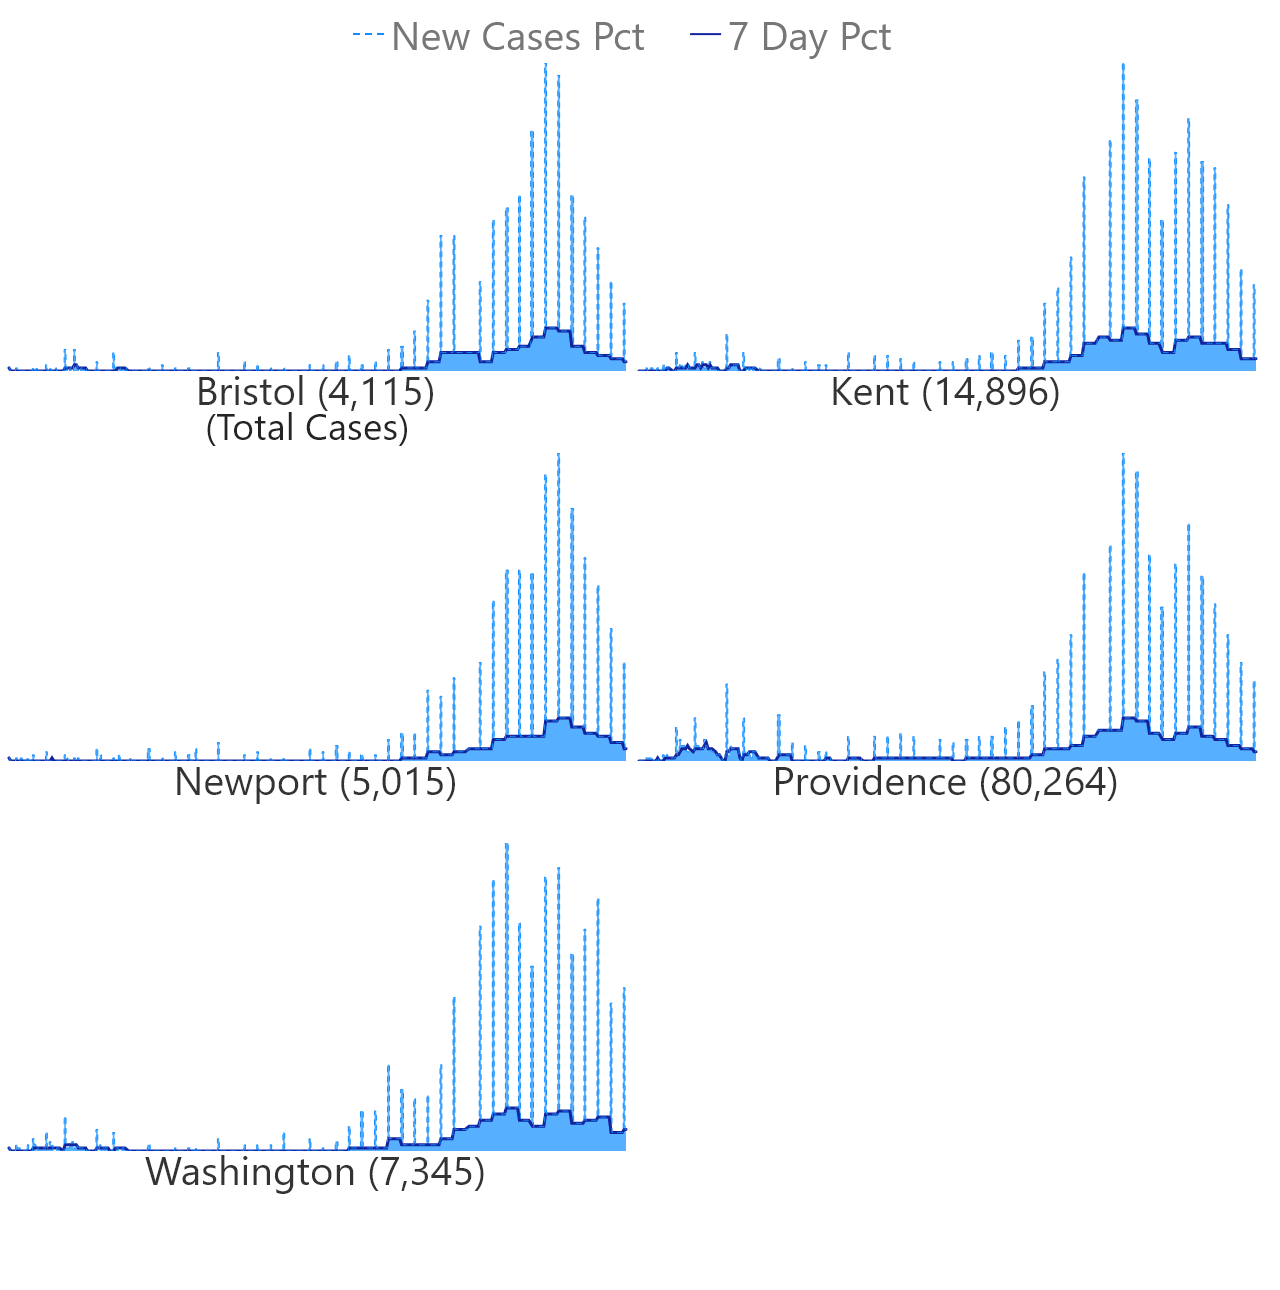 New Cases Pct 7 Day Pct
Bristol (4,115)
(Total Cases)
Kent (14,896)
Newport (5,015)
Providence (80,264)
Washington (7,345)